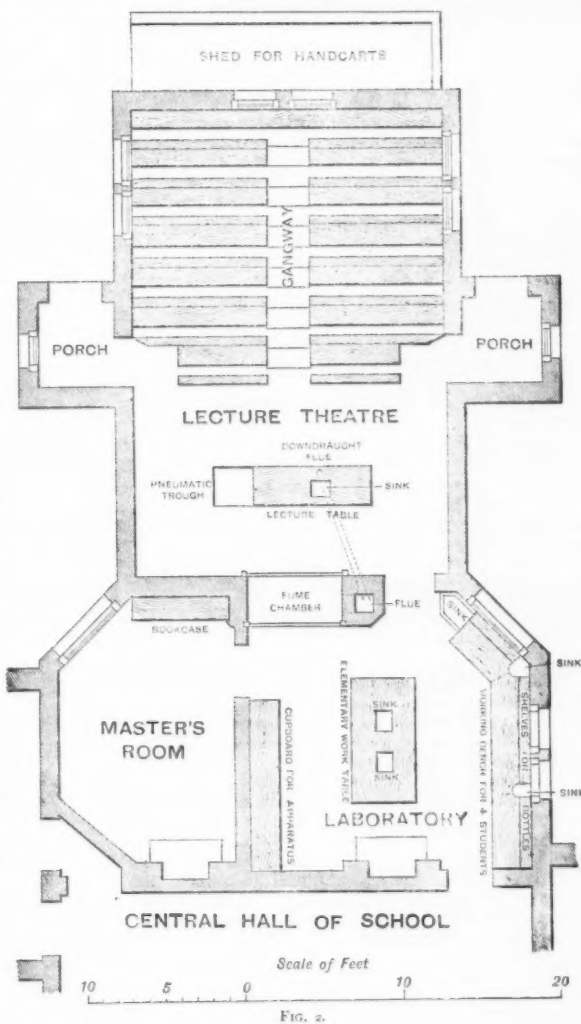 SHED FOR HANDCARTS
GANGWAY
PORCH
PORCH
LECTURE THEATRE
DOWNDRAUGHT
FLUE
PNEUMATIC
TROUGH
SINK
LECTURE TABLE
FUME
CHAMBER
FLUE
SINK
BOOKCASE
SINK
MASTER'S
ROOM
CUPBOARD FOR APPARATUS
ELEMENTARY WORK TABLE
SINK
SINK
WORKING BENCH FOR 4 STUDENTS
SHELVES FOR BOTTLES
SINK
LABORATORY
CENTRAL HALL OF SCHOOL
Scale of Feet
10 5 0 10 20
FIG. 2.